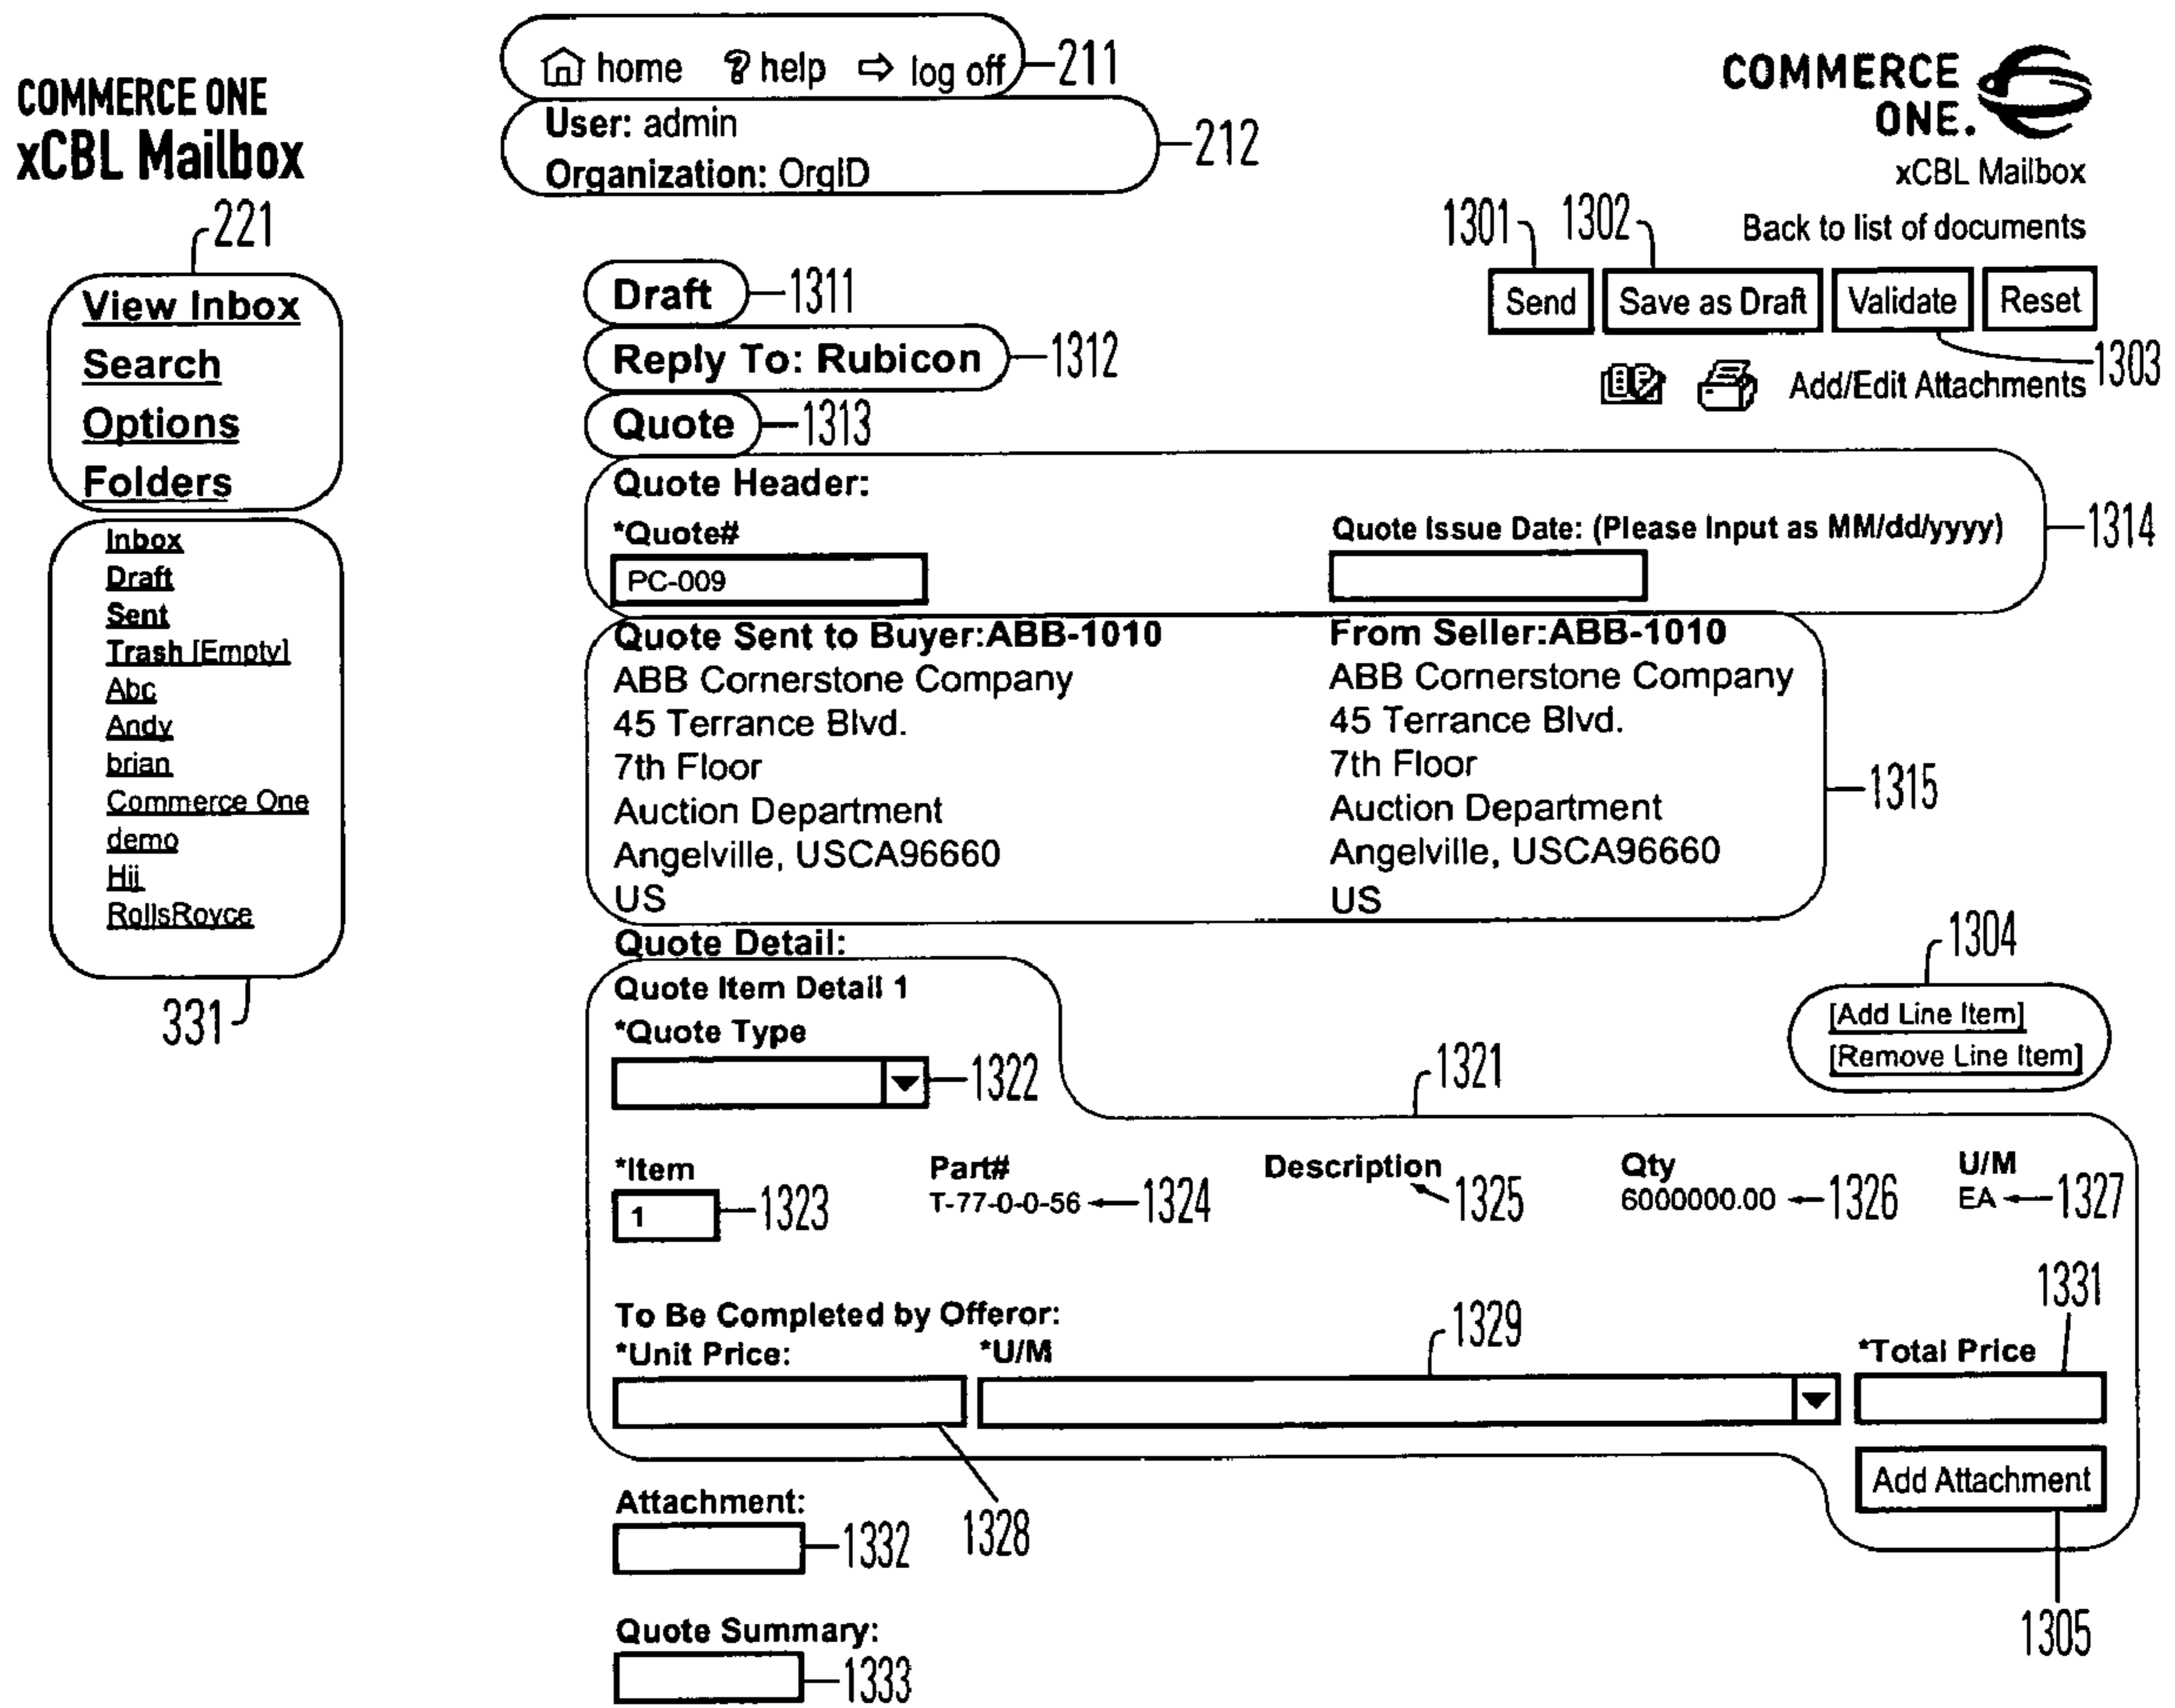 home ? help log off 211
COMMERCE ONE
xCBL Mailbox
User: admin
Organization: OrgID
212
COMMERCE
ONE.
xCBL Mailbox
221
View Inbox
Search
Options
Folders
Inbox
Draft
Sent
Trash [Empty]
Abc
Andy
brian
Commerce One
demo
Hij
RollsRoyce
331
1301 1302 Back to list of documents
Send Save as Draft Validate Reset
1303
Add/Edit Attachments
Draft 1311
Reply To: Rubicon 1312
Quote 1313
Quote Header:
*Quote# Quote Issue Date: (Please Input as MM/dd/yyyy) 1314
PC-009
Quote Sent to Buyer:ABB-1010
ABB Cornerstone Company
45 Terrance Blvd.
7th Floor
Auction Department
Angelville, USCA96660
US
From Seller:ABB-1010
ABB Cornerstone Company
45 Terrance Blvd.
7th Floor
Auction Department
Angelville, USCA96660
US
1315
Quote Detail:
1304
[Add Line Item]
[Remove Line Item]
Quote Item Detail 1
*Quote Type
1322
1321
*Item Part# Description Qty U/M
1 1323 T-77-0-0-56 1324 1325 6000000.00 1326 EA 1327
To Be Completed by Offeror:
*Unit Price: *U/M 1329 *Total Price 1331
1328
Add Attachment
1305
Attachment:
1332
Quote Summary:
1333